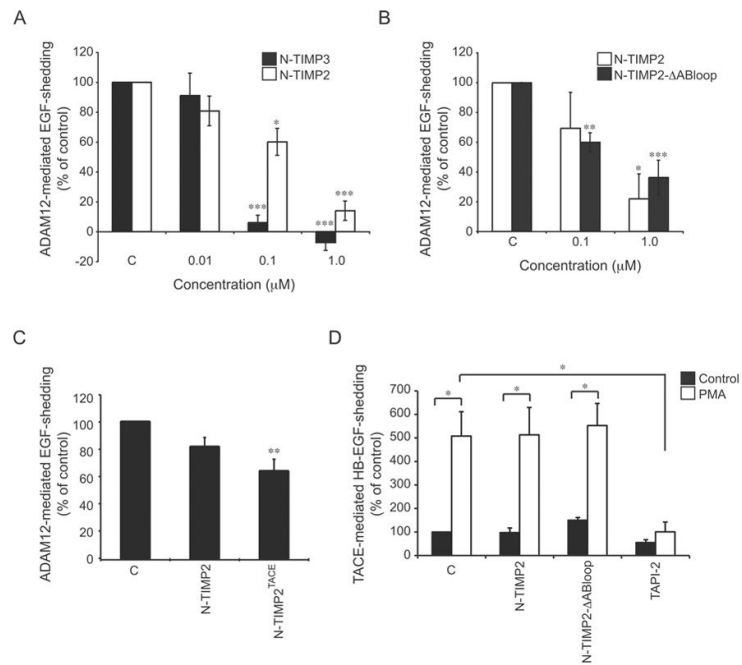 A
ADAM12-mediated EGF-shedding
(% of control)
120
100
80
60
40
20
0
-20
N-TIMP3
N-TIMP2
*
***
***
***
C
0.01
0.1
1.0
Concentration (μM)
B
ADAM12-mediated EGF-shedding
(% of control)
120
100
80
60
40
20
0
N-TIMP2
N-TIMP2-ΔABloop
**
*
***
C
0.1
1.0
Concentration (μM)
C
ADAM12-mediated EGF-shedding
(% of control)
120
100
80
60
40
20
0
**
C
N-TIMP2
N-TIMP2TACE
D
TACE-mediated HB-EGF-shedding
(% of control)
700
600
500
400
300
200
100
0
Control
PMA
*
*
*
*
C
N-TIMP2
N-TIMP2-ΔABloop
TAPI-2